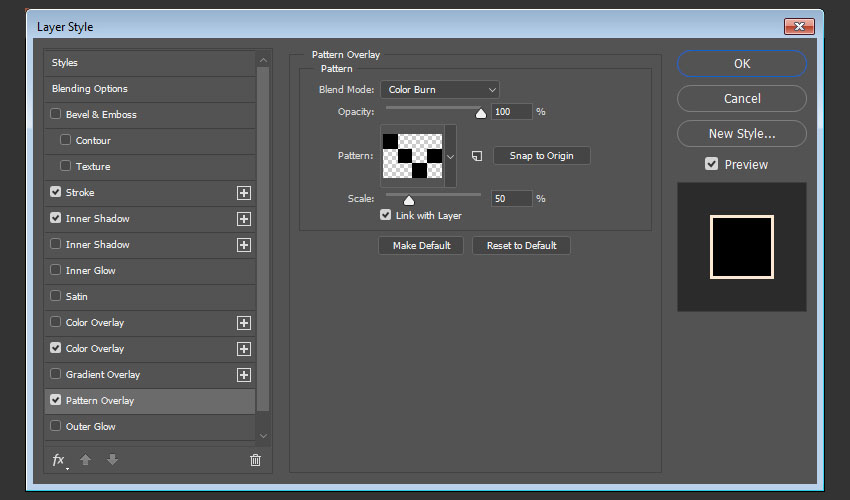 Layer Style
Styles
Blending Options
Bevel & Emboss
Contour
Texture
Stroke
Inner Shadow
Inner Shadow
Inner Glow
Satin
Color Overlay
Color Overlay
Gradient Overlay
Pattern Overlay
Outer Glow
fx
Pattern Overlay
Pattern
Blend Mode: Color Burn
Opacity: 100 %
Pattern: Snap to Origin
Scale: 50 %
Link with Layer
Make Default Reset to Default
OK
Cancel
New Style...
Preview